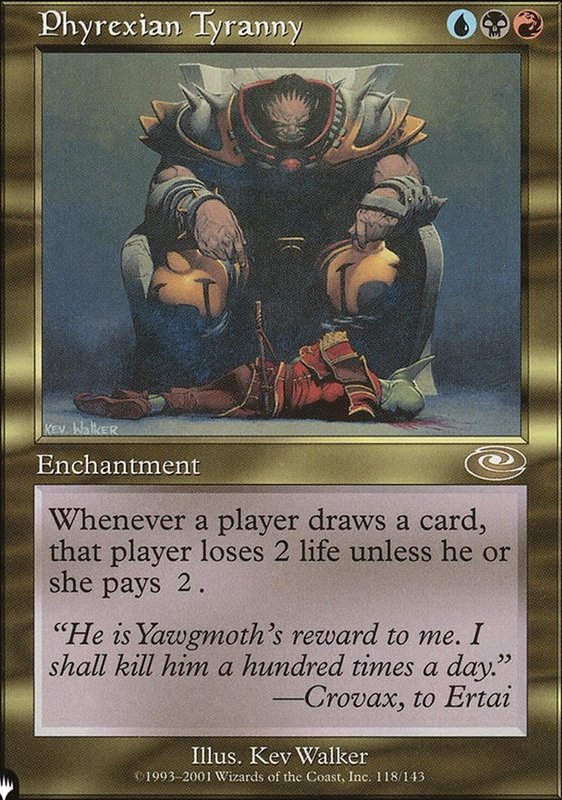 Phyrexian Tyranny
KEV. WALKER
Enchantment
Whenever a player draws a card,
that player loses 2 life unless he or
she pays 2.
“He is Yawgmoth’s reward to me. I
shall kill him a hundred times a day.”
—Crovax, to Ertai
Illus. Kev Walker
©1993–2001 Wizards of the Coast, Inc. 118/143